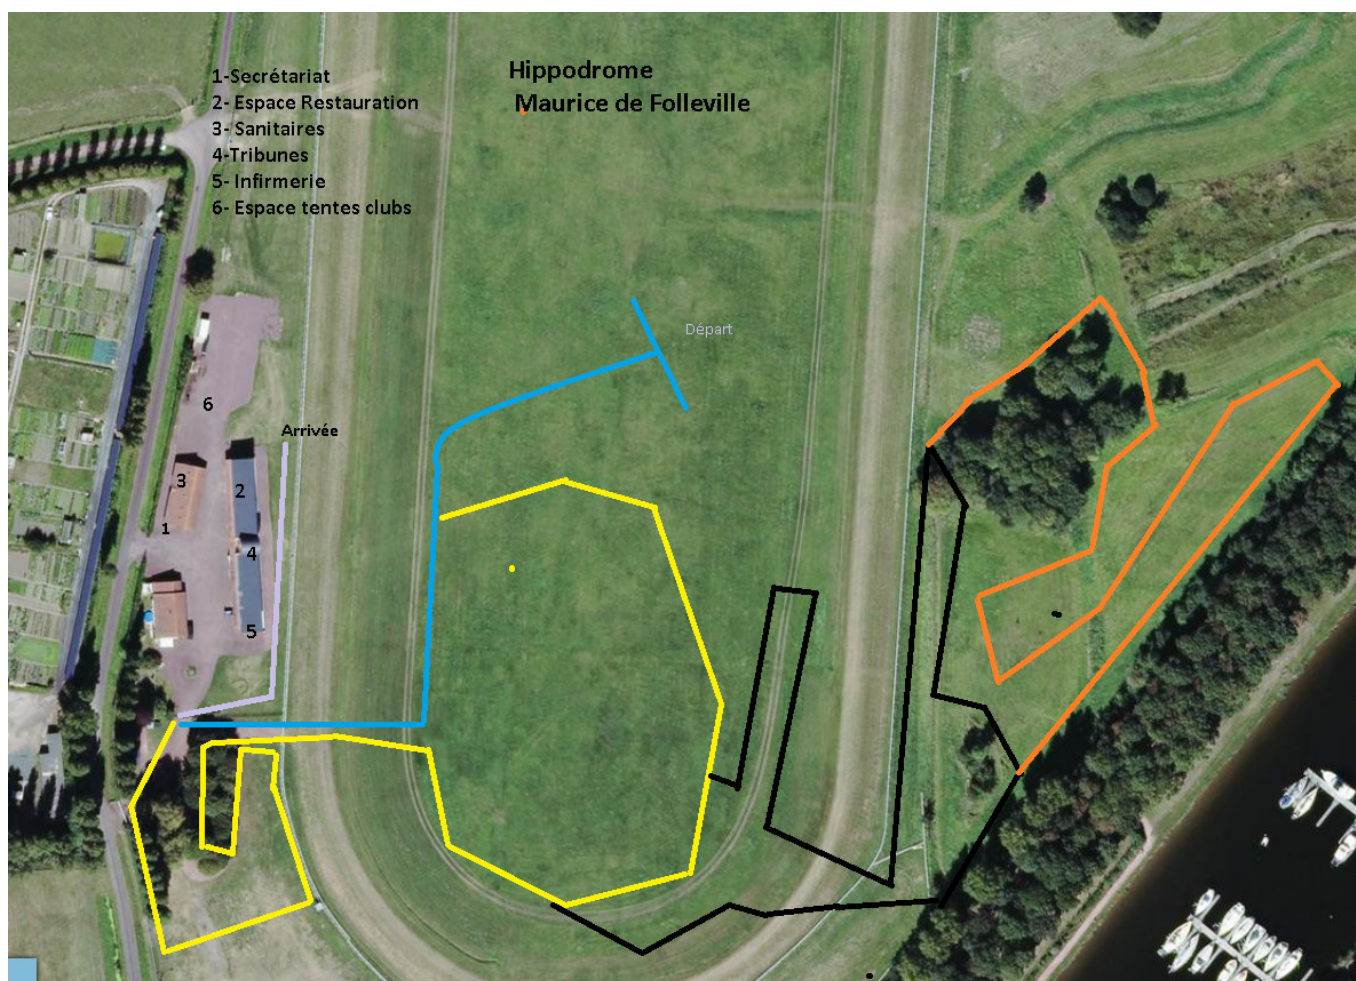 Hippodrome
Maurice de Folleville
1-Secrétariat
2- Espace Restauration
3- Sanitaires
4-Tribunes
5- Infirmerie
6- Espace tentes clubs
Départ
6
Arrivée
3
2
1
4
5